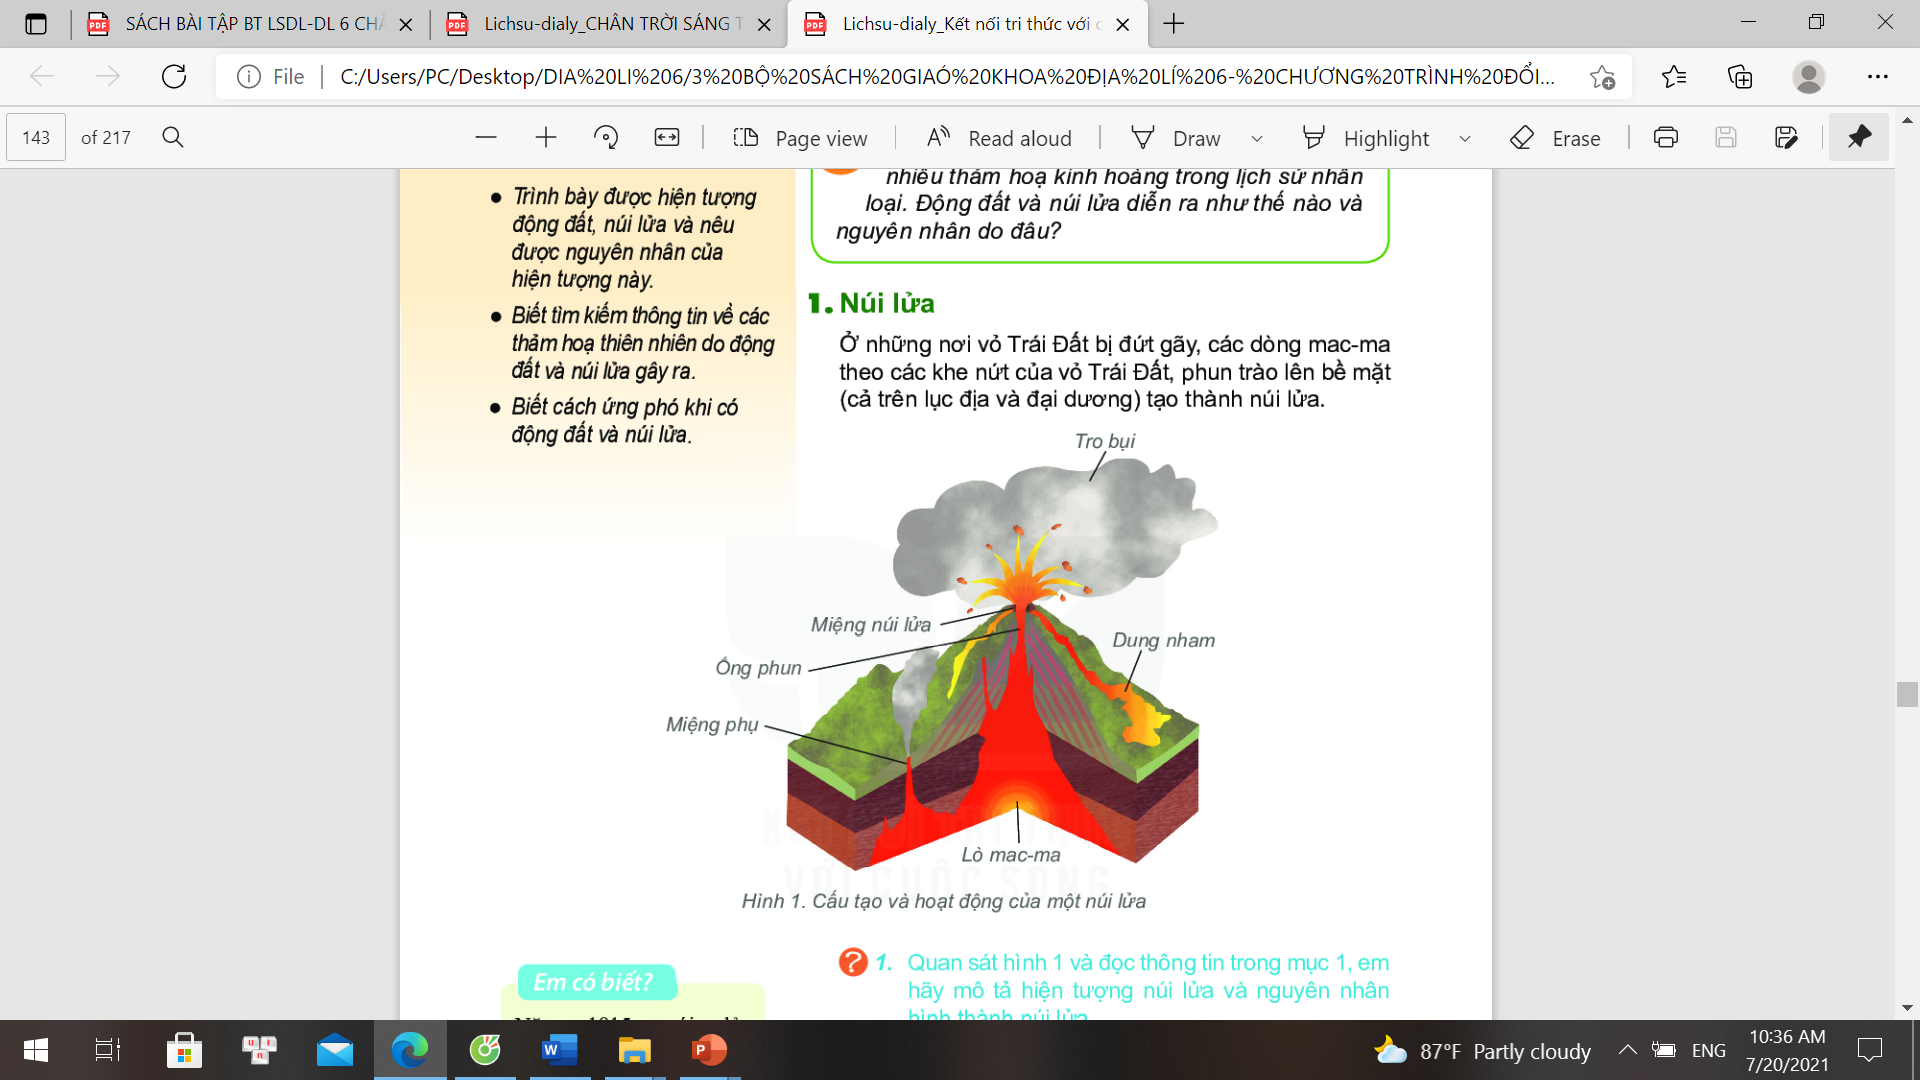 SÁCH BÀI TẬP BT LSDL-DL 6 CHÂ
Lichsu-dialy_CHÂN TRỜI SÁNG T
Lichsu-dialy_Kết nối tri thức với c
File
C:/Users/PC/Desktop/DIA%20LI%206/3%20BỘ%20SÁCH%20GIAÓ%20KHOA%20ĐỊA%20LÍ%206-%20CHƯƠNG%20TRÌNH%20ĐỔI...
143 of 217
Page view
Read aloud
Draw
Highlight
Erase
• Trình bày được hiện tượng
động đất, núi lửa và nêu
được nguyên nhân của
hiện tượng này.
• Biết tìm kiếm thông tin về các
thảm hoạ thiên nhiên do động
đất và núi lửa gây ra.
• Biết cách ứng phó khi có
động đất và núi lửa.
nhiều thảm hoạ kinh hoàng trong lịch sử nhân
loại. Động đất và núi lửa diễn ra như thế nào và
nguyên nhân do đâu?
1. Núi lửa
Ở những nơi vỏ Trái Đất bị đứt gãy, các dòng mac-ma
theo các khe nứt của vỏ Trái Đất, phun trào lên bề mặt
(cả trên lục địa và đại dương) tạo thành núi lửa.
Tro bụi
Miệng núi lửa
Dung nham
Ống phun
Miệng phụ
Lò mac-ma
VỚI CUỘC SỐNG
Hình 1. Cấu tạo và hoạt động của một núi lửa
? 1. Quan sát hình 1 và đọc thông tin trong mục 1, em
hãy mô tả hiện tượng núi lửa và nguyên nhân
hình thành núi lửa
Em có biết?
87°F Partly cloudy
ENG
10:36 AM
7/20/2021